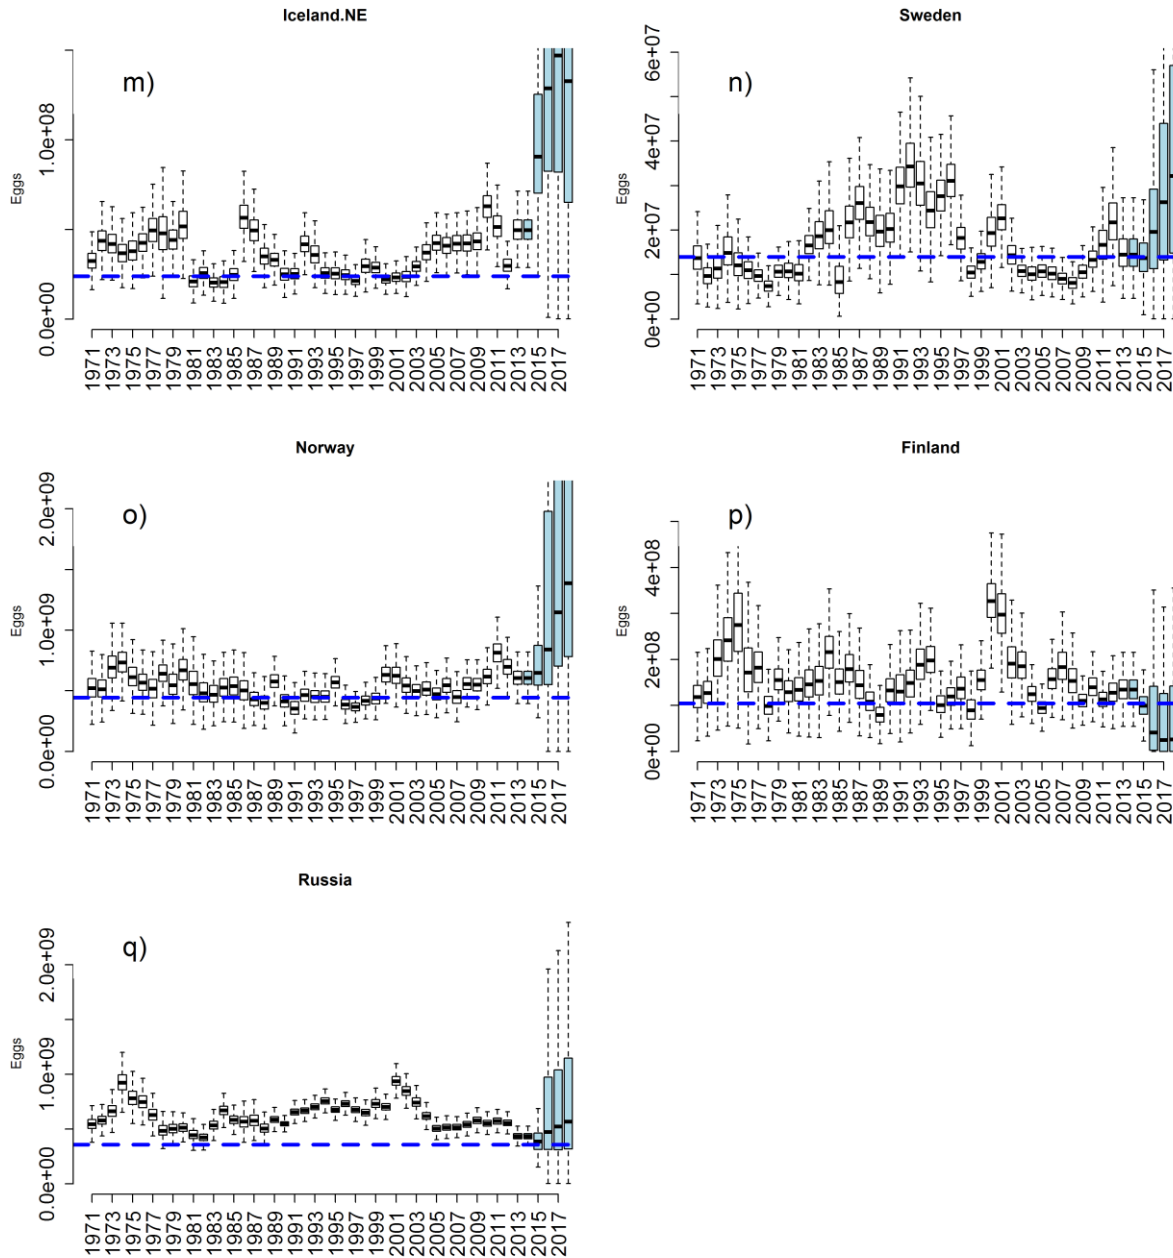 Iceland.NE
m)
Eggs
1.0e+08
0.0e+00
1971 1973 1975 1977 1979 1981 1983 1985 1987 1989 1991 1993 1995 1997 1999 2001 2003 2005 2007 2009 2011 2013 2015 2017
Sweden
n)
Eggs
6e+07
4e+07
2e+07
0e+00
1971 1973 1975 1977 1979 1981 1983 1985 1987 1989 1991 1993 1995 1997 1999 2001 2003 2005 2007 2009 2011 2013 2015 2017
Norway
o)
Eggs
2.0e+09
1.0e+09
0.0e+00
1971 1973 1975 1977 1979 1981 1983 1985 1987 1989 1991 1993 1995 1997 1999 2001 2003 2005 2007 2009 2011 2013 2015 2017
Finland
p)
Eggs
4e+08
2e+08
0e+00
1971 1973 1975 1977 1979 1981 1983 1985 1987 1989 1991 1993 1995 1997 1999 2001 2003 2005 2007 2009 2011 2013 2015 2017
Russia
q)
Eggs
2.0e+09
1.0e+09
0.0e+00
1971 1973 1975 1977 1979 1981 1983 1985 1987 1989 1991 1993 1995 1997 1999 2001 2003 2005 2007 2009 2011 2013 2015 2017